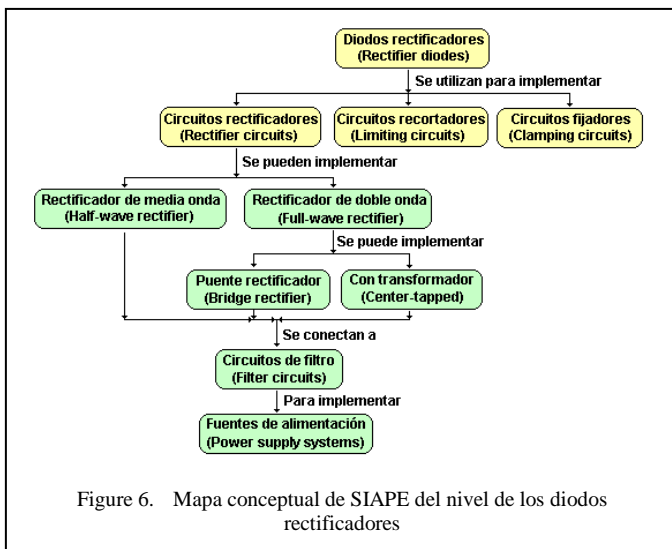 Diodos rectificadores
(Rectifier diodes)
Se utilizan para implementar
Circuitos rectificadores
(Rectifier circuits)
Circuitos recortadores
(Limiting circuits)
Circuitos fijadores
(Clamping circuits)
Se pueden implementar
Rectificador de media onda
(Half-wave rectifier)
Rectificador de doble onda
(Full-wave rectifier)
Se puede implementar
Puente rectificador
(Bridge rectifier)
Con transformador
(Center-tapped)
Se conectan a
Circuitos de filtro
(Filter circuits)
Para implementar
Fuentes de alimentación
(Power supply systems)
Figure 6. Mapa conceptual de SIAPE del nivel de los diodos
rectificadores